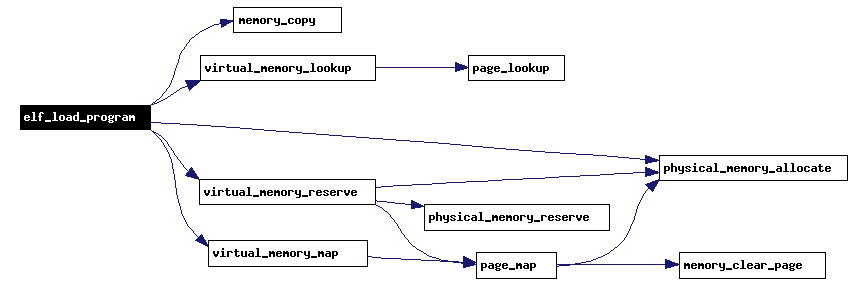 memory_copy
virtual_memory_lookup
page_lookup
elf_load_program
physical_memory_allocate
virtual_memory_reserve
physical_memory_reserve
virtual_memory_map
page_map
memory_clear_page